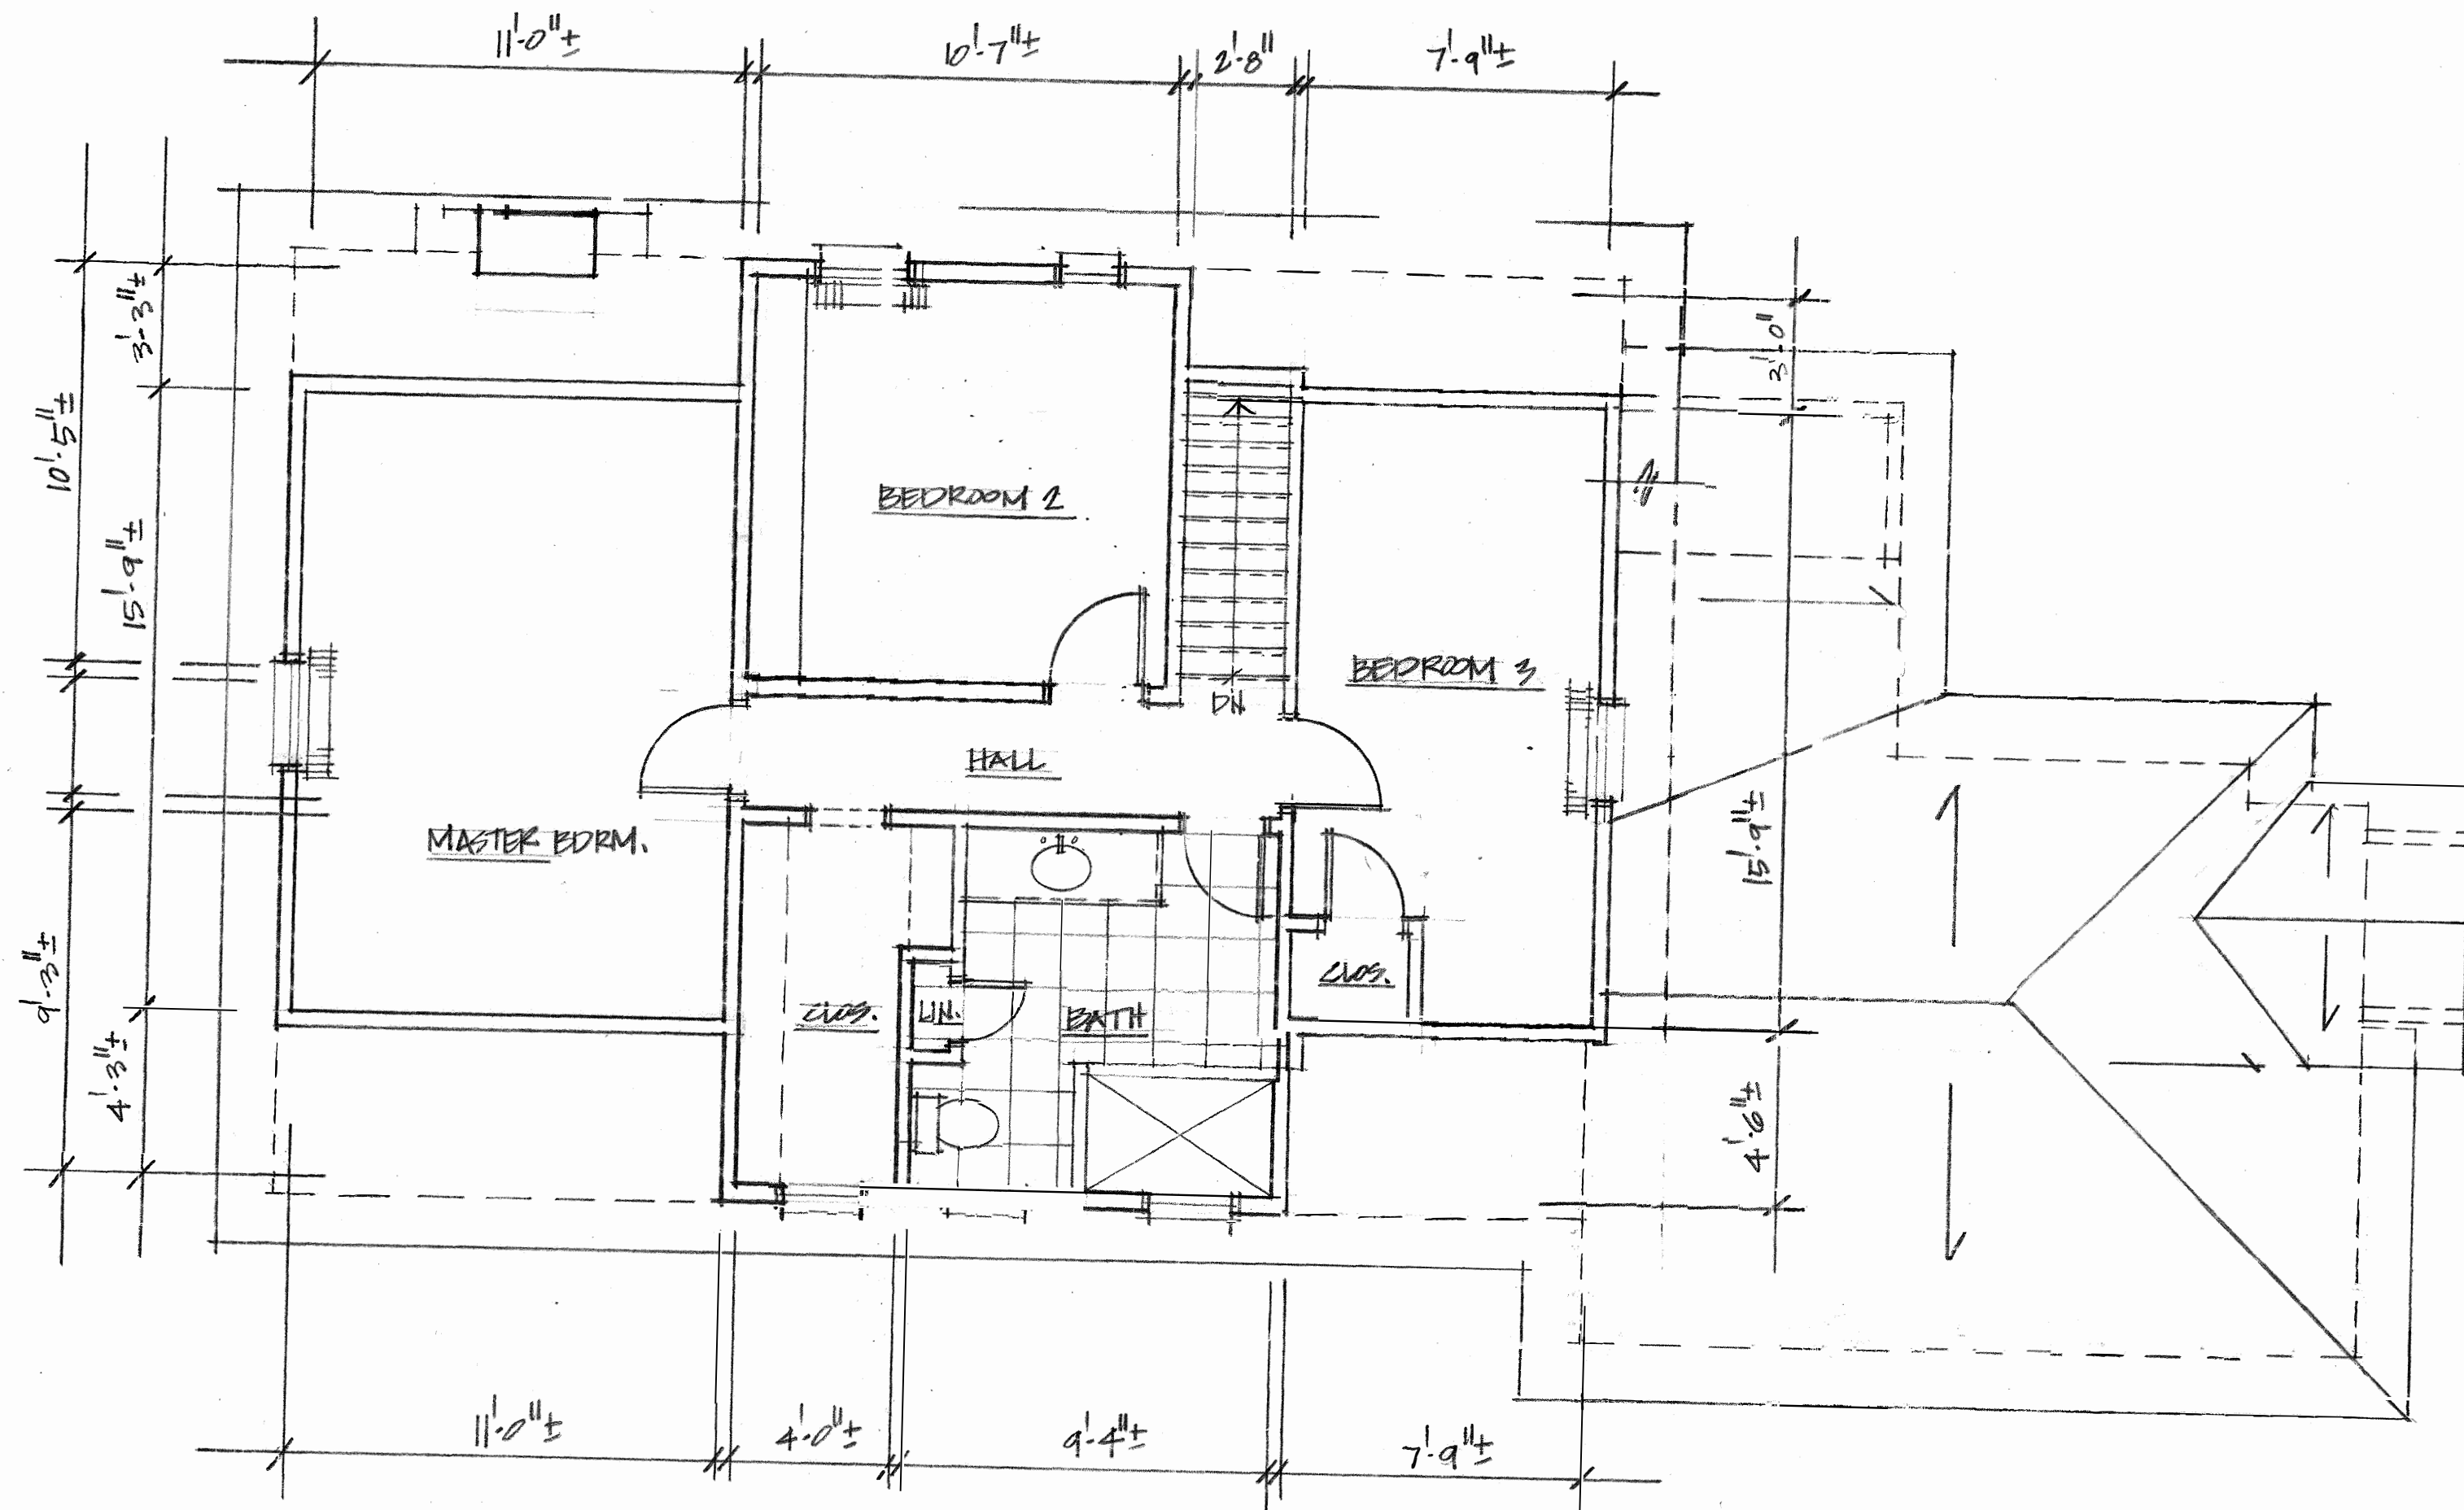 11'-0"±
10'-7"±
2'-8"
7'-9"±
3'-3"±
3'-0"
10'-5"±
15'-9"±
BEDROOM 2
BEDROOM 3
DN.
HALL
MASTER BDRM.
15'-9"±
9'-3"±
CLOS.
CLOS.
LIN.
BATH
4'-3"±
4'-6"±
11'-0"±
4'-0"±
9'-4"±
7'-9"±